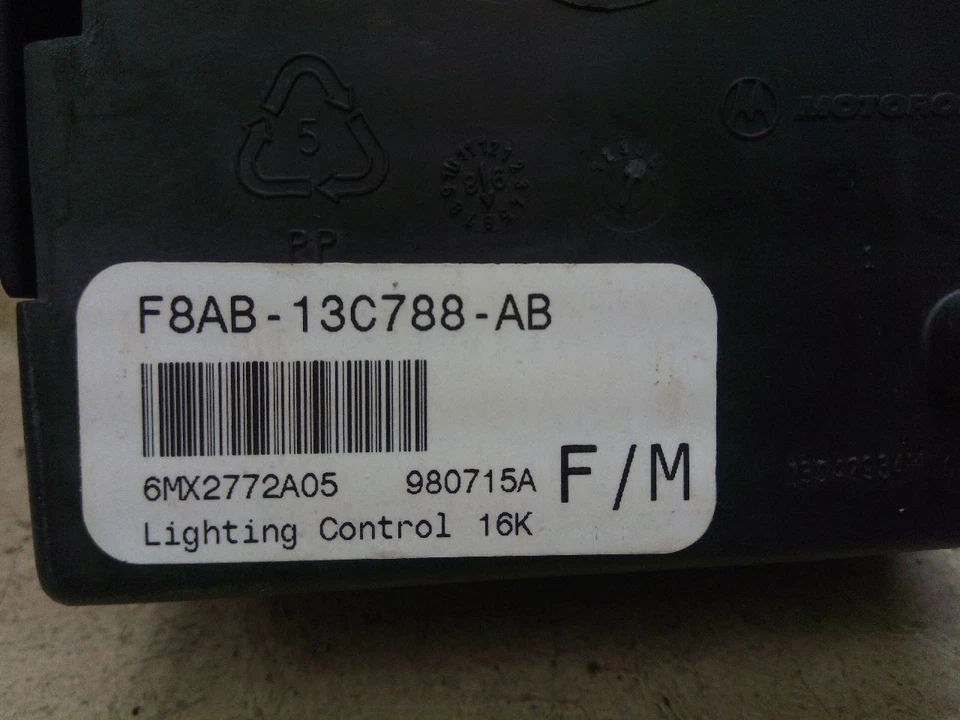 5
PP
MOTORO
F8AB-13C788-AB
6MX2772A05 980715A F/M
Lighting Control 16K